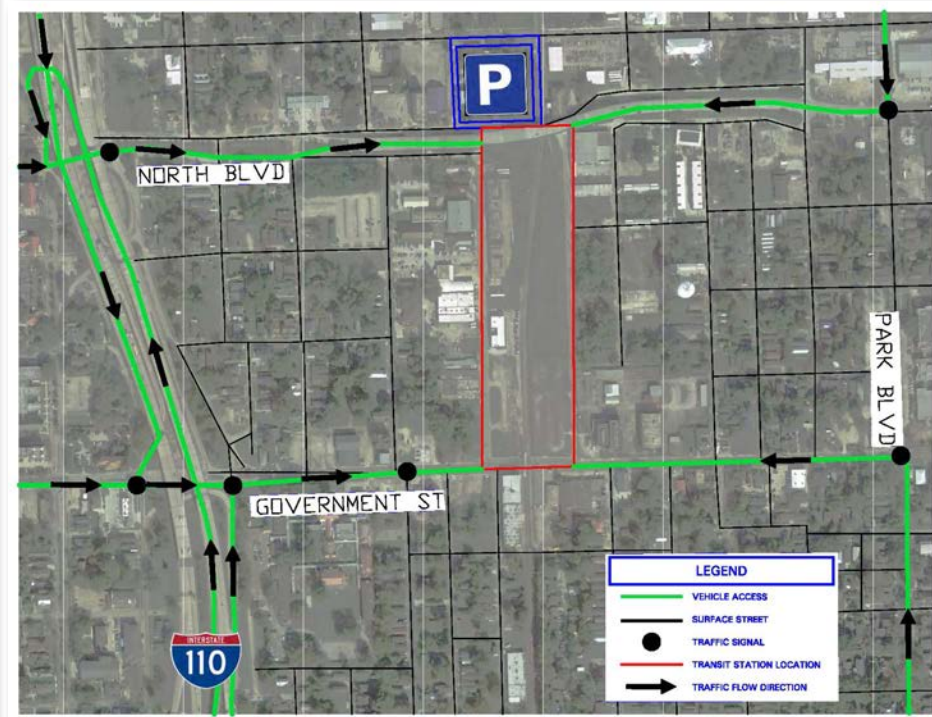 P
NORTH BLVD
PARK BLVD
GOVERNMENT ST
INTERSTATE
110
LEGEND
VEHICLE ACCESS
SURFACE STREET
TRAFFIC SIGNAL
TRANSIT STATION LOCATION
TRAFFIC FLOW DIRECTION